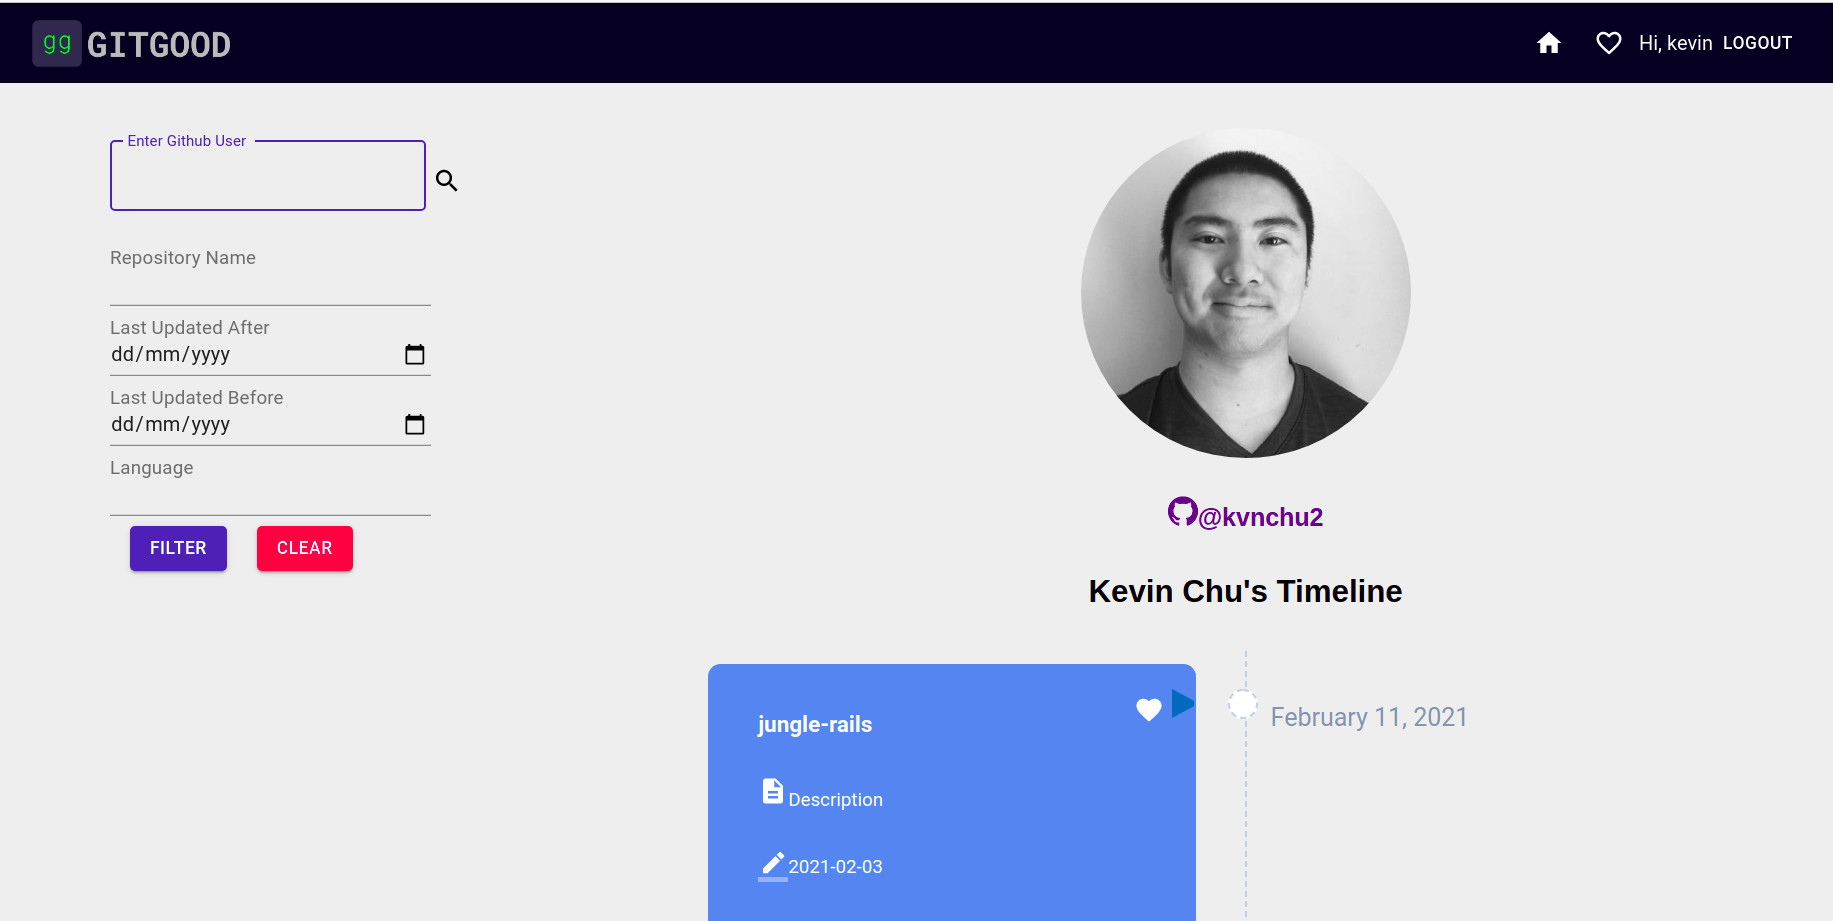 gg GITGOOD
Hi, kevin LOGOUT
Enter Github User
Repository Name
Last Updated After
dd/mm/yyyy
Last Updated Before
dd/mm/yyyy
Language
FILTER CLEAR
@kvnchu2
Kevin Chu's Timeline
jungle-rails
February 11, 2021
Description
2021-02-03